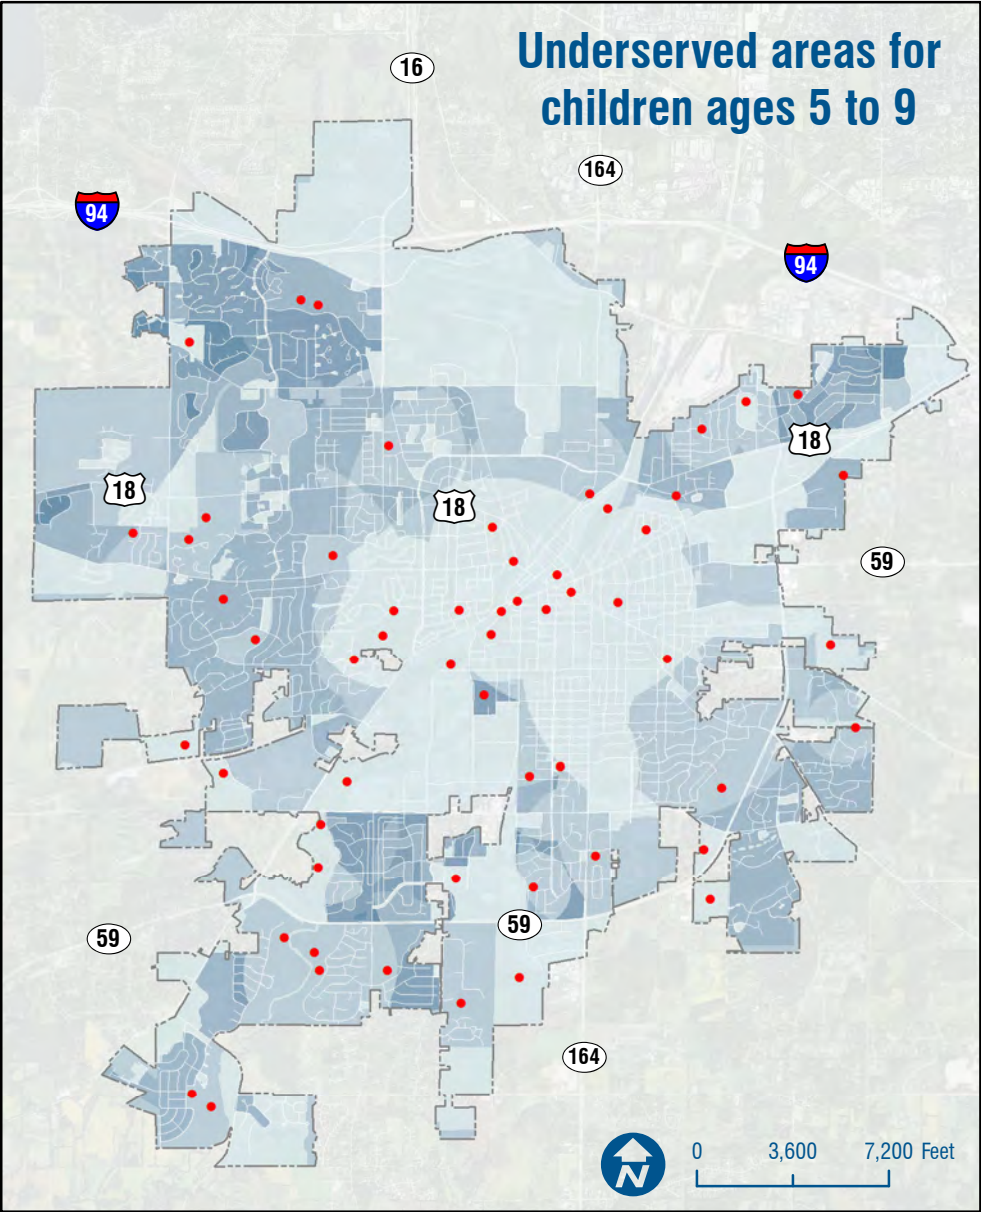 Underserved areas for
children ages 5 to 9
16
164
94
94
18
18
18
59
59
59
164
N
0 3,600 7,200 Feet